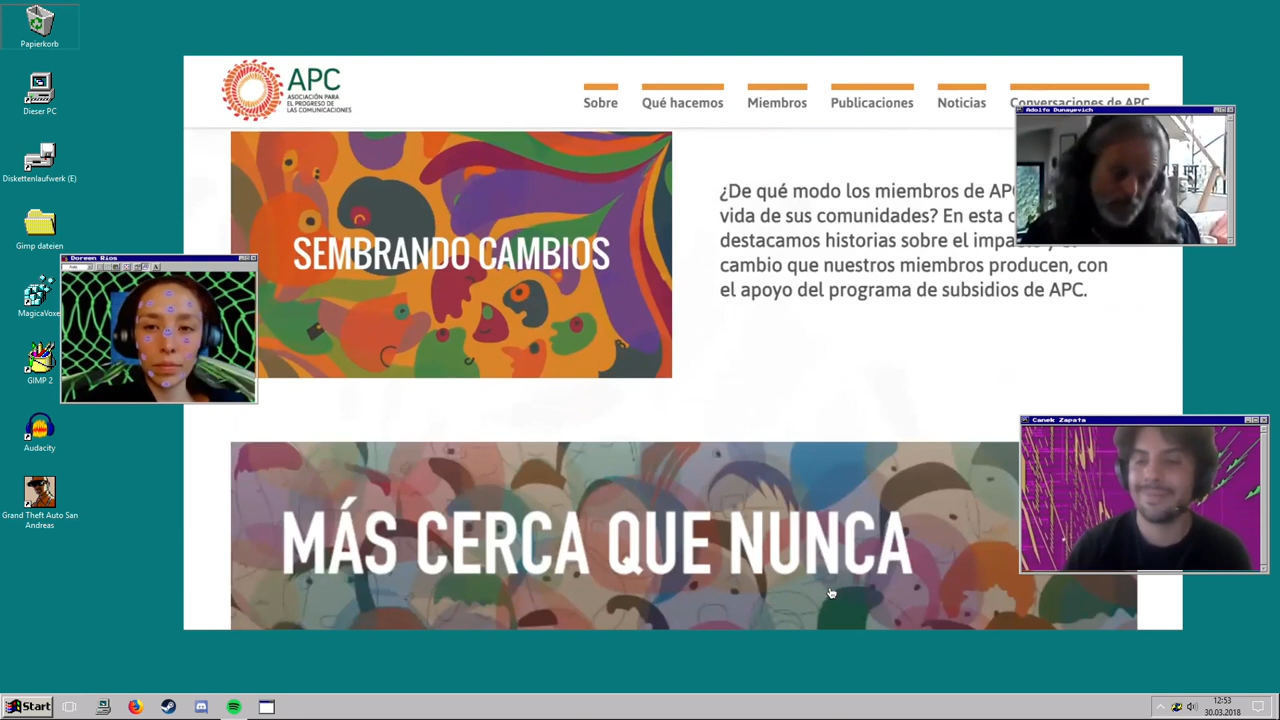 Papierkorb
Dieser PC
Diskettenlaufwerk (E)
Gimp dateien
MagicaVoxe
GIMP 2
Audacity
Grand Theft Auto San
Andreas
APC
ASOCIACIÓN PARA
EL PROGRESO DE
LAS COMUNICACIONES
Sobre
Qué hacemos
Miembros
Publicaciones
Noticias
Conversaciones de APC
Adolfo Dunayevich
SEMBRANDO CAMBIOS
¿De qué modo los miembros de APC
vida de sus comunidades? En esta
destacamos historias sobre el impacto y el
cambio que nuestros miembros producen, con
el apoyo del programa de subsidios de APC.
Doreen Rios
MÁS CERCA QUE NUNCA
Canek Zapata
Start
12:53
30.03.2018